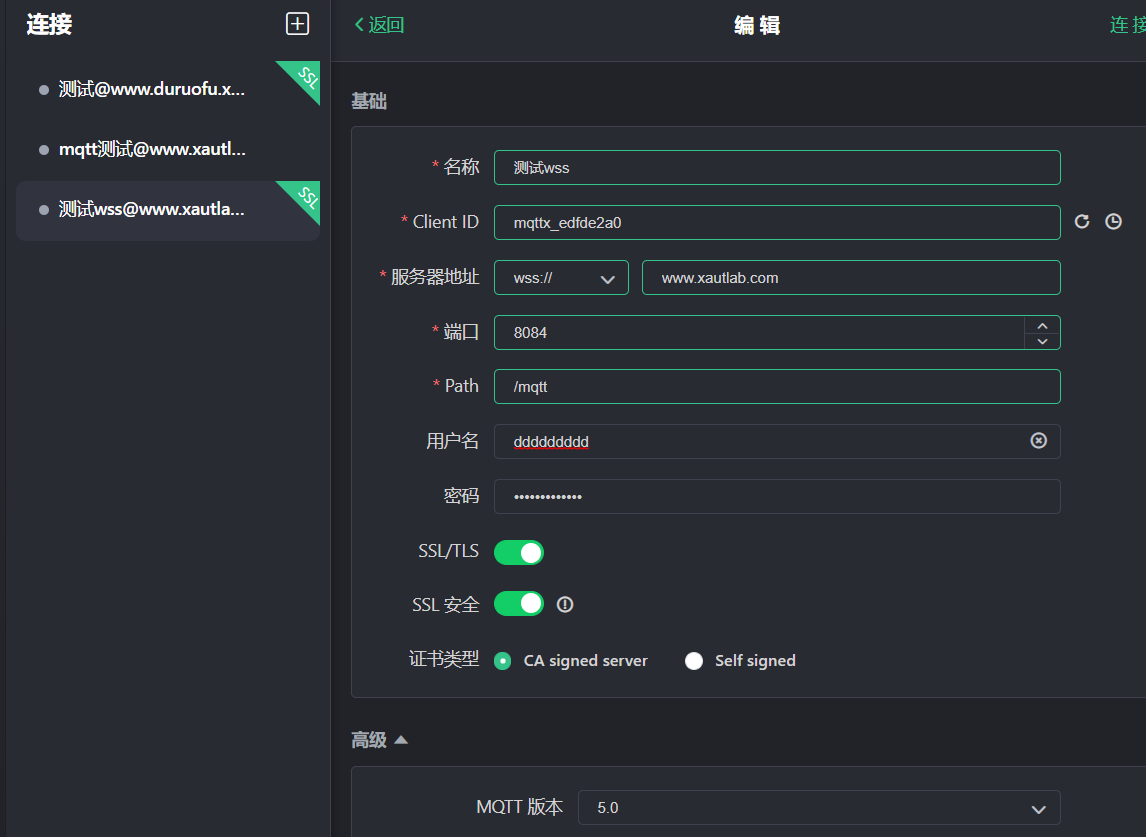 连接
测试@www.duruofu.x...
SSL
mqtt测试@www.xautl...
测试wss@www.xautla...
SSL
返回
编辑
连接
基础
* 名称 测试wss
* Client ID mqttx_edfde2a0
* 服务器地址 wss:// www.xautlab.com
* 端口 8084
* Path /mqtt
用户名 dddddddddd
密码 •••••••••••••
SSL/TLS
SSL 安全
证书类型 CA signed server Self signed
高级
MQTT 版本 5.0